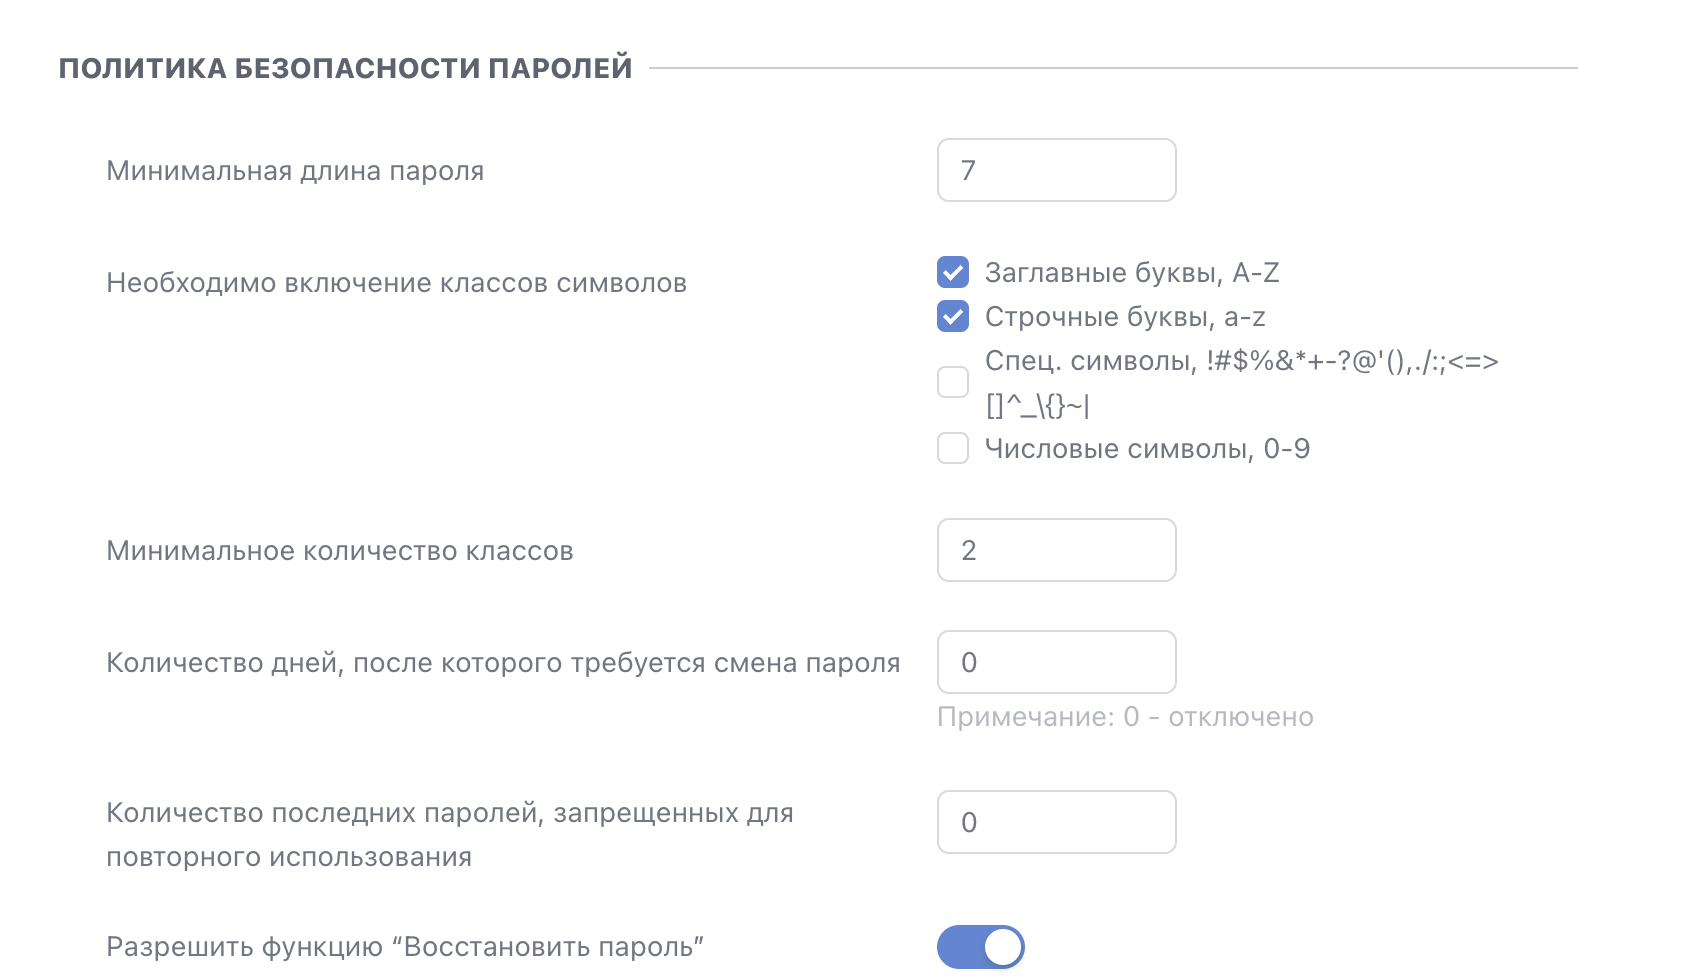 ПОЛИТИКА БЕЗОПАСНОСТИ ПАРОЛЕЙ
Минимальная длина пароля
7
Необходимо включение классов символов
Заглавные буквы, A-Z
Строчные буквы, a-z
Спец. символы, !#$%&*+-?@'(),./:;<=>
[]^_\{}~|
Числовые символы, 0-9
Минимальное количество классов
2
Количество дней, после которого требуется смена пароля
0
Примечание: 0 - отключено
Количество последних паролей, запрещенных для
повторного использования
0
Разрешить функцию “Восстановить пароль”